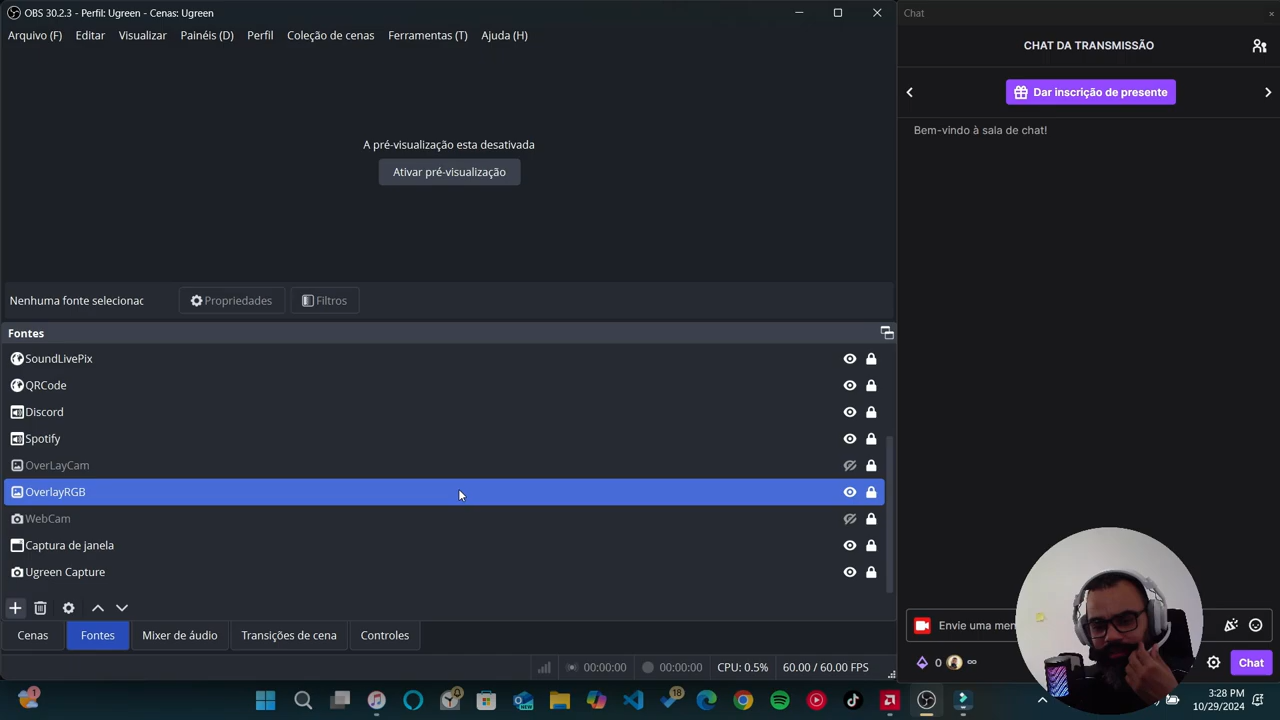 OBS 30.2.3 - Perfil: Ugreen - Cenas: Ugreen
Arquivo (F) Editar Visualizar Painéis (D) Perfil Coleção de cenas Ferramentas (T) Ajuda (H)
A pré-visualização esta desativada
Ativar pré-visualização
Nenhuma fonte selecionac Propriedades Filtros
Fontes
SoundLivePix
QRCode
Discord
Spotify
OverLayCam
OverlayRGB
WebCam
Captura de janela
Ugreen Capture
Cenas Fontes Mixer de áudio Transições de cena Controles
00:00:00 00:00:00 CPU: 0.5% 60.00 / 60.00 FPS
Chat
CHAT DA TRANSMISSÃO
Dar inscrição de presente
Bem-vindo à sala de chat!
Envie uma men
0 ∞ Chat
1 18 3:28 PM
10/29/2024